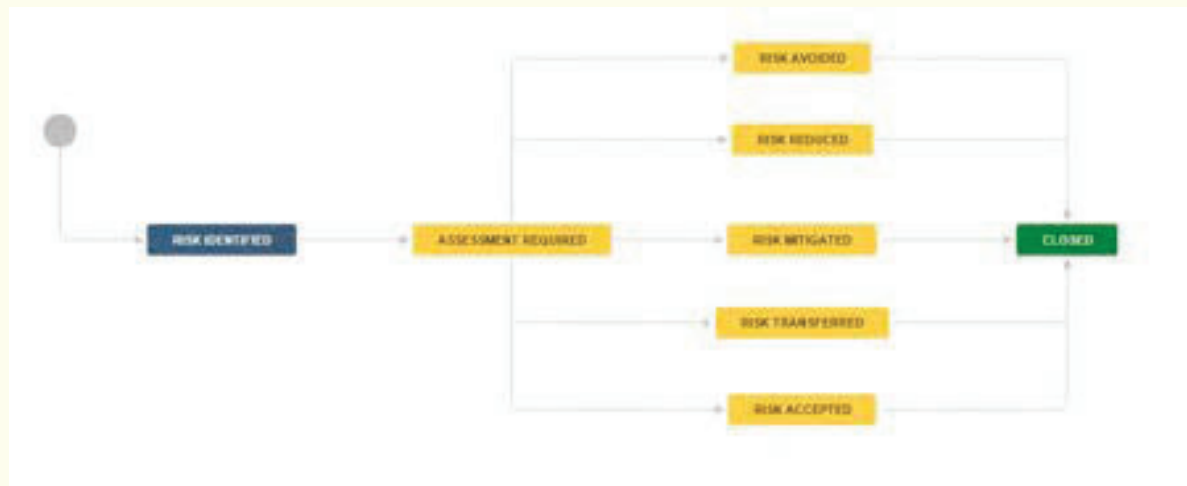 RISK AVOIDED
RISK REDUCED
RISK IDENTIFIED
ASSESSMENT REQUIRED
RISK MITIGATED
CLOSED
RISK TRANSFERRED
RISK ACCEPTED